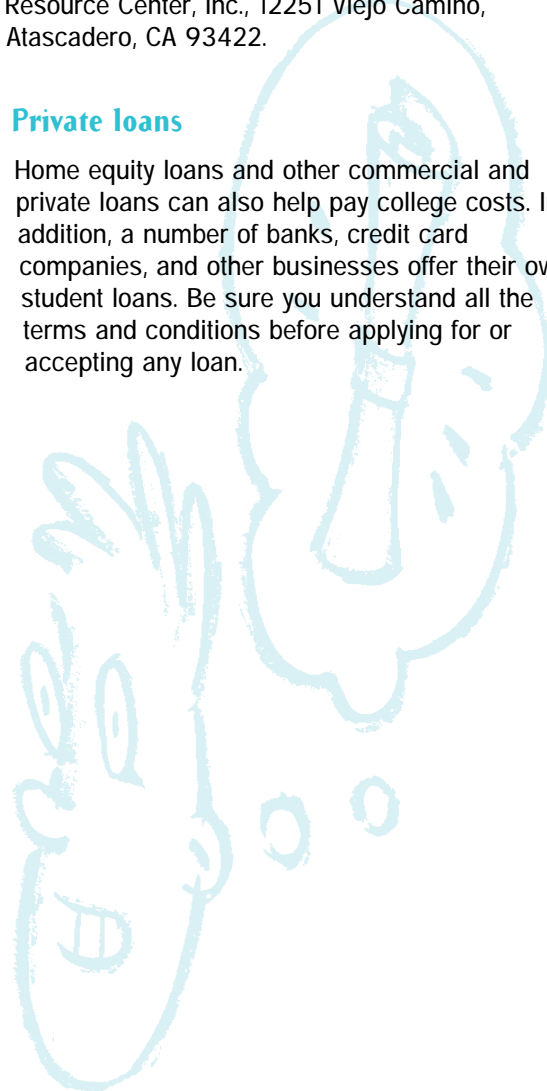 Resource Center, Inc., 12251 Viejo Camino,
Atascadero, CA 93422.
Private loans
Home equity loans and other commercial and
private loans can also help pay college costs. I
addition, a number of banks, credit card
companies, and other businesses offer their ow
student loans. Be sure you understand all the
terms and conditions before applying for or
accepting any loan.